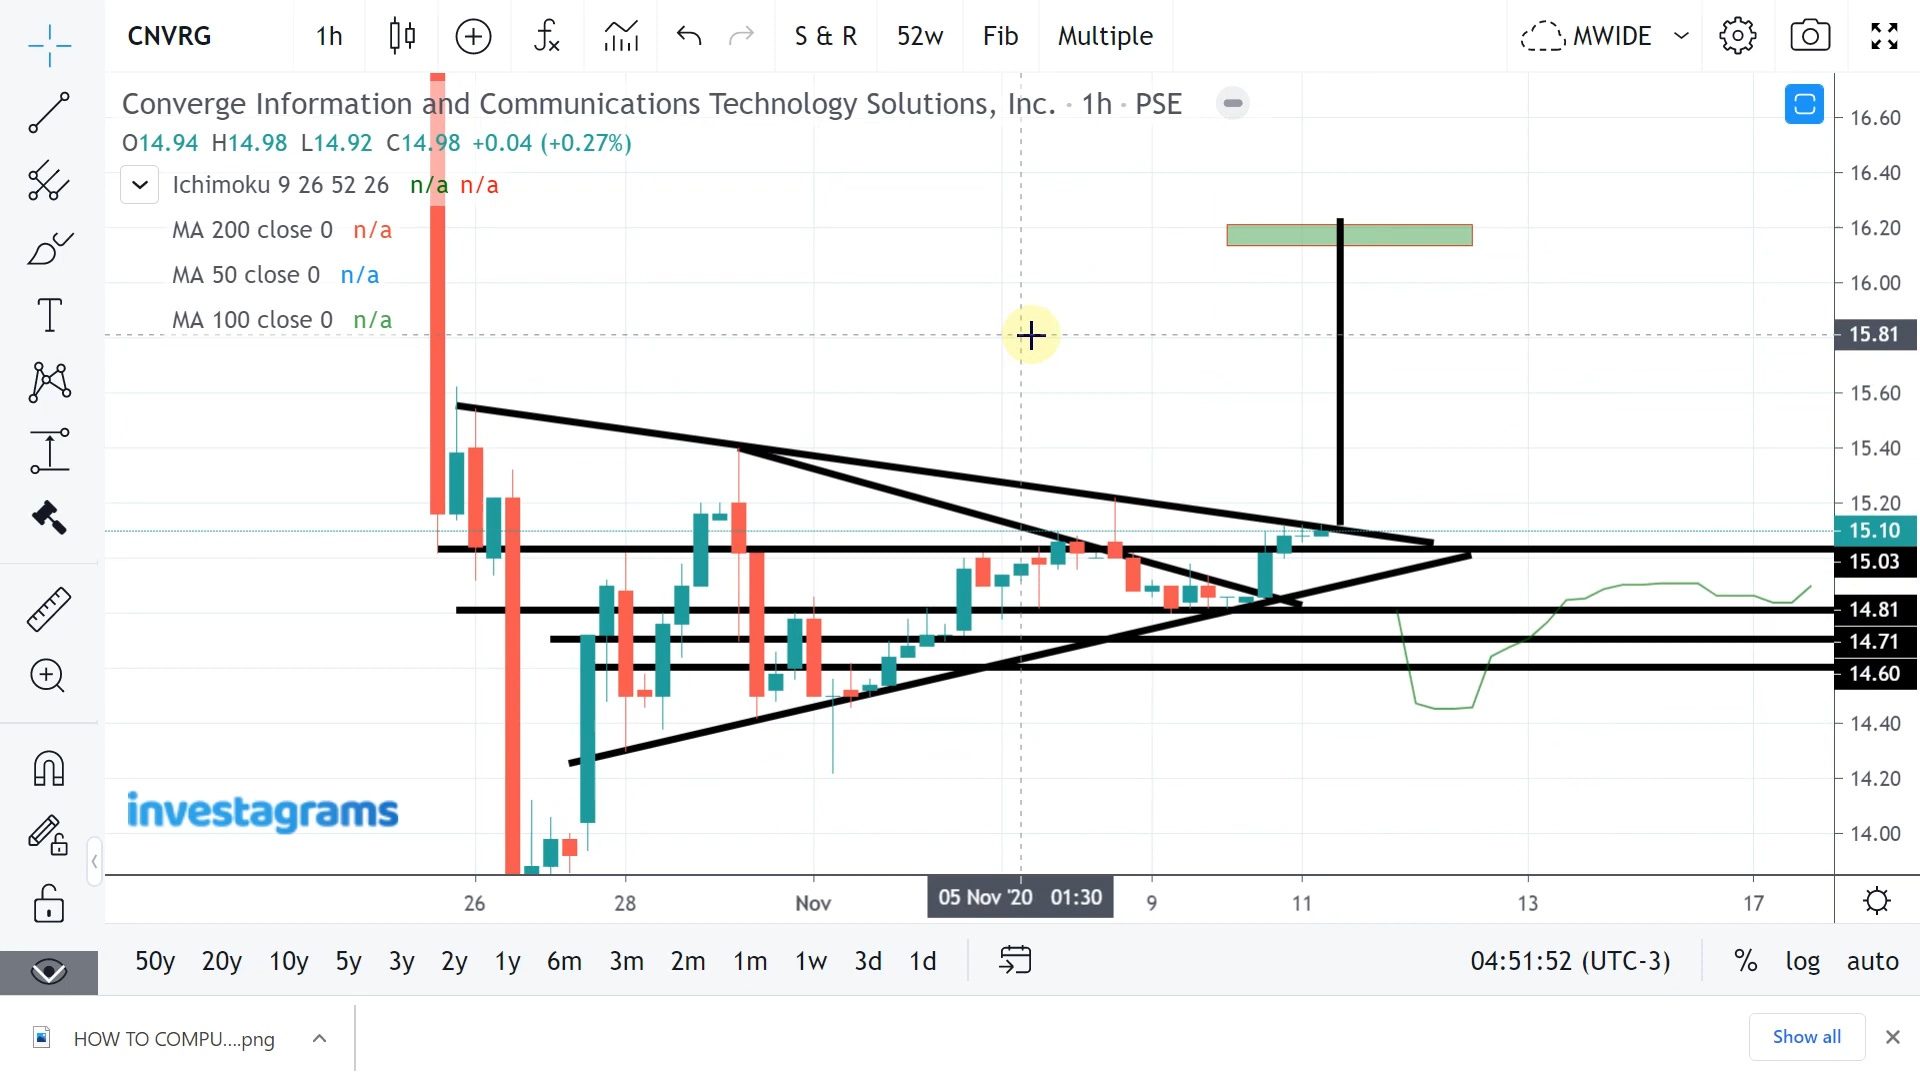 CNVRG 1h S & R 52w Fib Multiple MWIDE
Converge Information and Communications Technology Solutions, Inc. · 1h · PSE
O14.94 H14.98 L14.92 C14.98 +0.04 (+0.27%)
Ichimoku 9 26 52 26 n/a n/a
MA 200 close 0 n/a
MA 50 close 0 n/a
MA 100 close 0 n/a
16.60
16.40
16.20
16.00
15.81
15.60
15.40
15.20
15.10
15.03
14.81
14.71
14.60
14.40
14.20
14.00
investagrams
26 28 Nov 05 Nov '20 01:30 9 11 13 17
50y 20y 10y 5y 3y 2y 1y 6m 3m 2m 1m 1w 3d 1d 04:51:52 (UTC-3) % log auto
HOW TO COMPU....png Show all